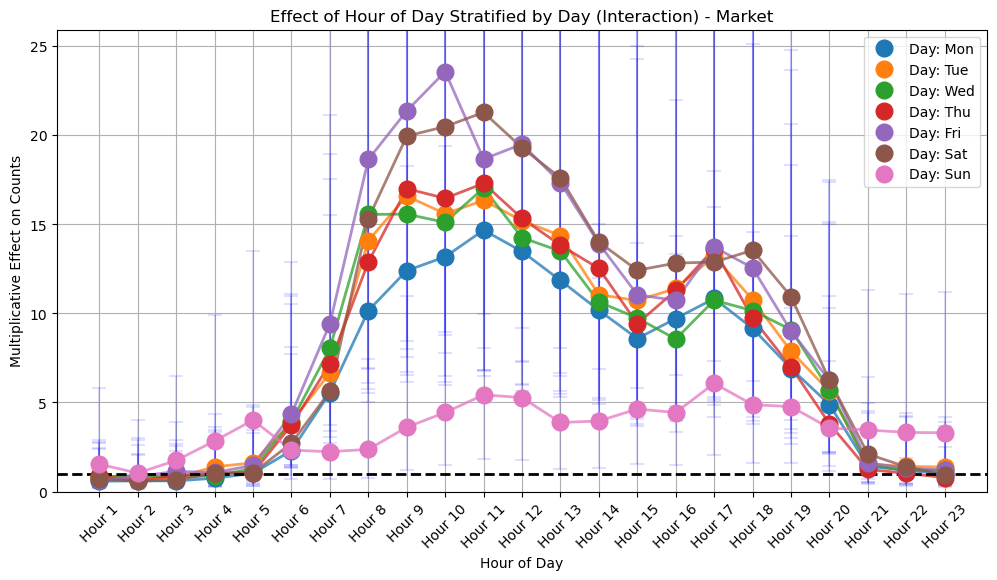 Effect of Hour of Day Stratified by Day (Interaction) - Market
Multiplicative Effect on Counts
25
20
15
10
5
0
Day: Mon
Day: Tue
Day: Wed
Day: Thu
Day: Fri
Day: Sat
Day: Sun
Hour 1
Hour 2
Hour 3
Hour 4
Hour 5
Hour 6
Hour 7
Hour 8
Hour 9
Hour 10
Hour 11
Hour 12
Hour 13
Hour 14
Hour 15
Hour 16
Hour 17
Hour 18
Hour 19
Hour 20
Hour 21
Hour 22
Hour 23
Hour of Day